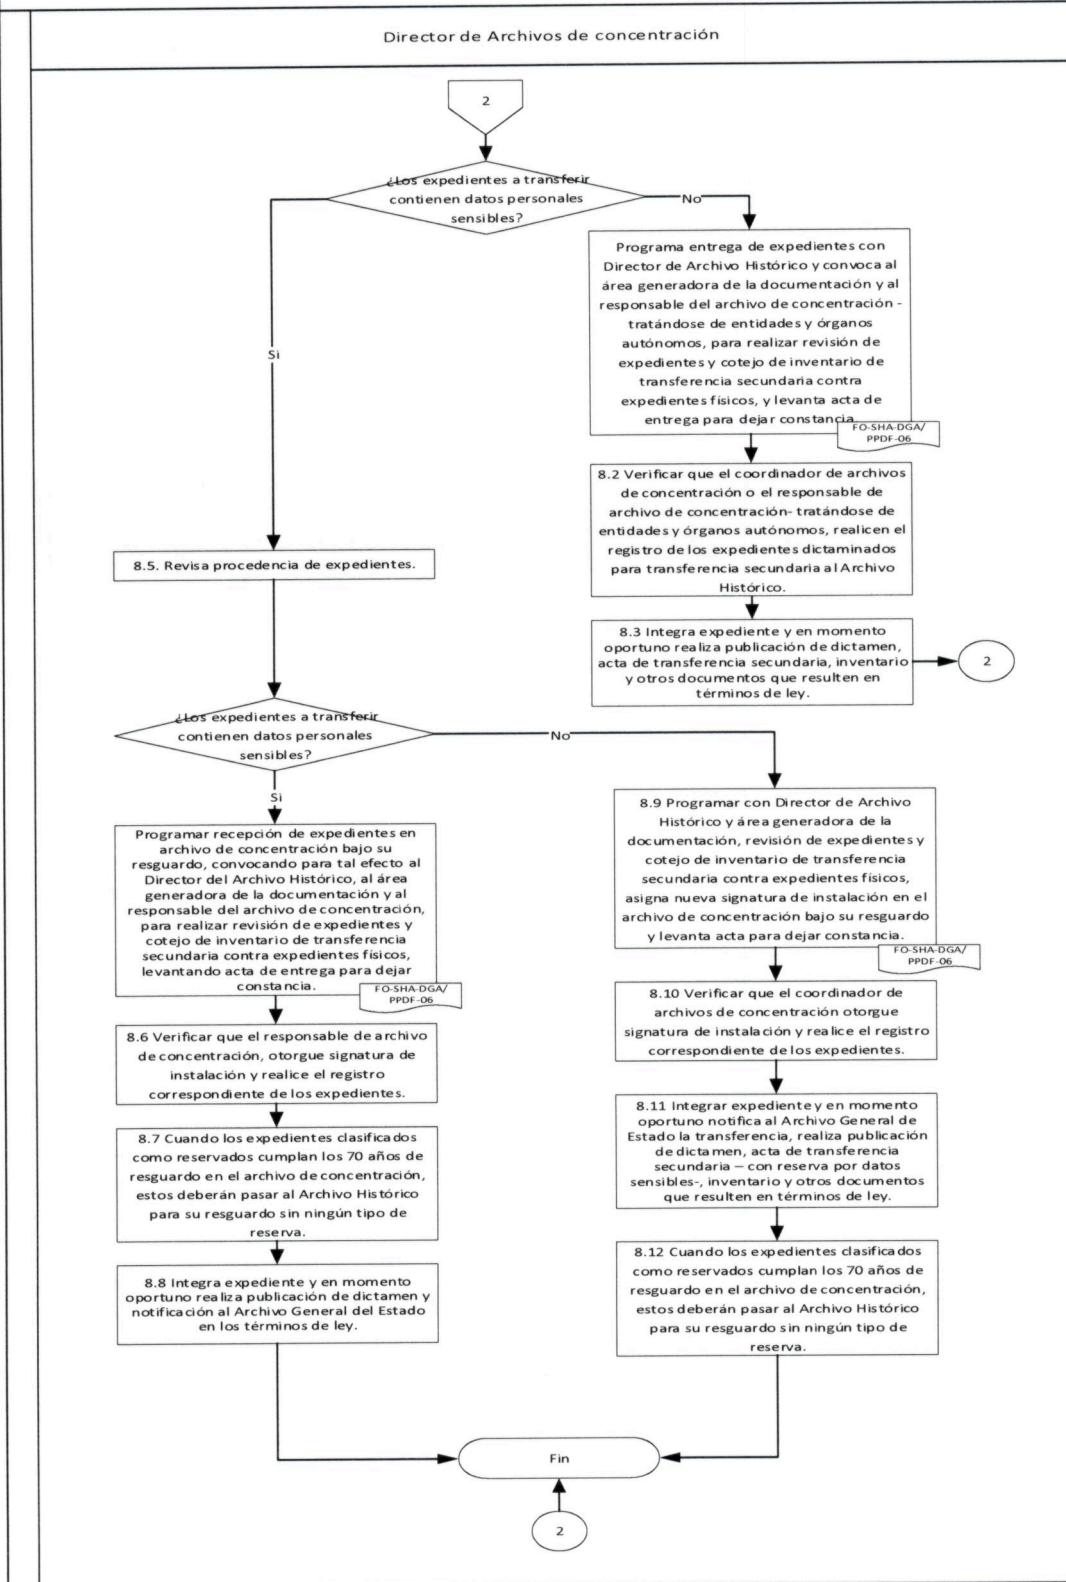 Director de Archivos de concentración
2
¿Los expedientes a transferir
contienen datos personales
sensibles?
No
Sì
Programa entrega de expedientes con
Director de Archivo Histórico y convoca al
área generadora de la documentación y al
responsable del archivo de concentración -
tratándose de entidades y órganos
autónomos, para realizar revisión de
expedientes y cotejo de inventario de
transferencia secundaria contra
expedientes físicos, y levanta acta de
entrega para dejar constancia.
FO-SHA-DGA/
PPDF-06
8.2 Verificar que el coordinador de archivos
de concentración o el responsable de
archivo de concentración- tratándose de
entidades y órganos autónomos, realicen el
registro de los expedientes dictaminados
para transferencia secundaria al Archivo
Histórico.
8.3 Integra expediente y en momento
oportuno realiza publicación de dictamen,
acta de transferencia secundaria, inventario
y otros documentos que resulten en
términos de ley.
2
8.5. Revisa procedencia de expedientes.
¿Los expedientes a transferir
contienen datos personales
sensibles?
No
Sì
Programar recepción de expedientes en
archivo de concentración bajo su
resguardo, convocando para tal efecto al
Director del Archivo Histórico, al área
generadora de la documentación y al
responsable del archivo de concentración,
para realizar revisión de expedientes y
cotejo de inventario de transferencia
secundaria contra expedientes físicos,
levantando acta de entrega para dejar
constancia.
FO-SHA-DGA/
PPDF-06
8.6 Verificar que el responsable de archivo
de concentración, otorgue signatura de
instalación y realice el registro
correspondiente de los expedientes.
8.7 Cuando los expedientes clasificados
como reservados cumplan los 70 años de
resguardo en el archivo de concentración,
estos deberán pasar al Archivo Histórico
para su resguardo sin ningún tipo de
reserva.
8.8 Integra expediente y en momento
oportuno realiza publicación de dictamen y
notificación al Archivo General del Estado
en los términos de ley.
8.9 Programar con Director de Archivo
Histórico y área generadora de la
documentación, revisión de expedientes y
cotejo de inventario de transferencia
secundaria contra expedientes físicos,
asigna nueva signatura de instalación en el
archivo de concentración bajo su resguardo
y levanta acta para dejar constancia.
FO-SHA-DGA/
PPDF-06
8.10 Verificar que el coordinador de
archivos de concentración otorgue
signatura de instalación y realice el registro
correspondiente de los expedientes.
8.11 Integrar expediente y en momento
oportuno notifica al Archivo General de
Estado la transferencia, realiza publicación
de dictamen, acta de transferencia
secundaria – con reserva por datos
sensibles-, inventario y otros documentos
que resulten en términos de ley.
8.12 Cuando los expedientes clasificados
como reservados cumplan los 70 años de
resguardo en el archivo de concentración,
estos deberán pasar al Archivo Histórico
para su resguardo sin ningún tipo de
reserva.
Fin
2